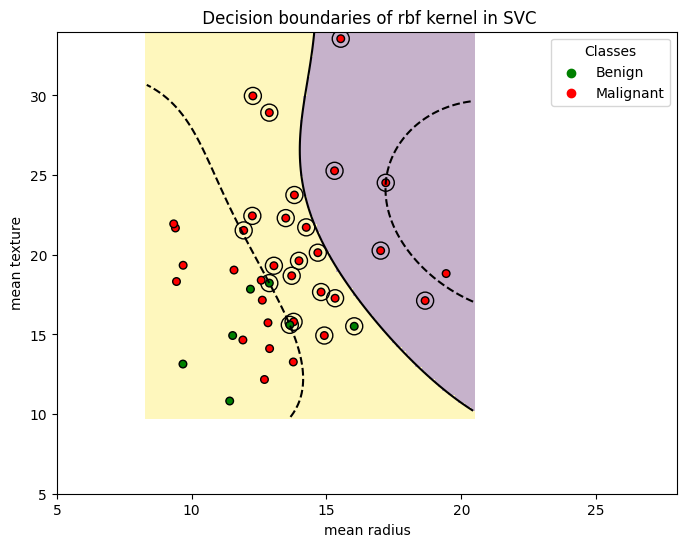 Decision boundaries of rbf kernel in SVC
Classes
Benign
Malignant
mean texture
30
25
20
15
10
5
5
10
15
20
25
mean radius